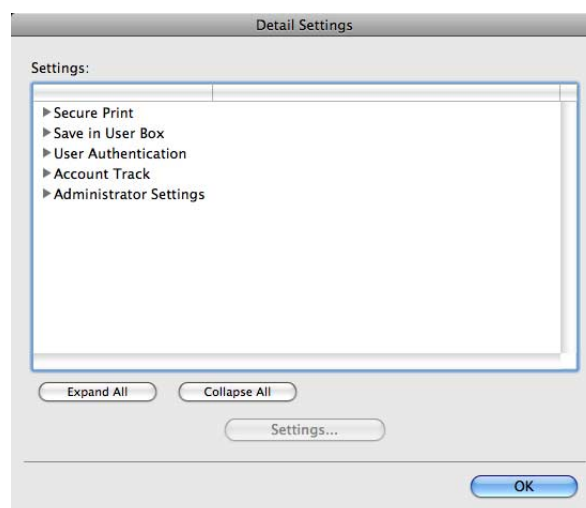 Detail Settings
Settings:
Secure Print
Save in User Box
User Authentication
Account Track
Administrator Settings
Expand All Collapse All
Settings...
OK